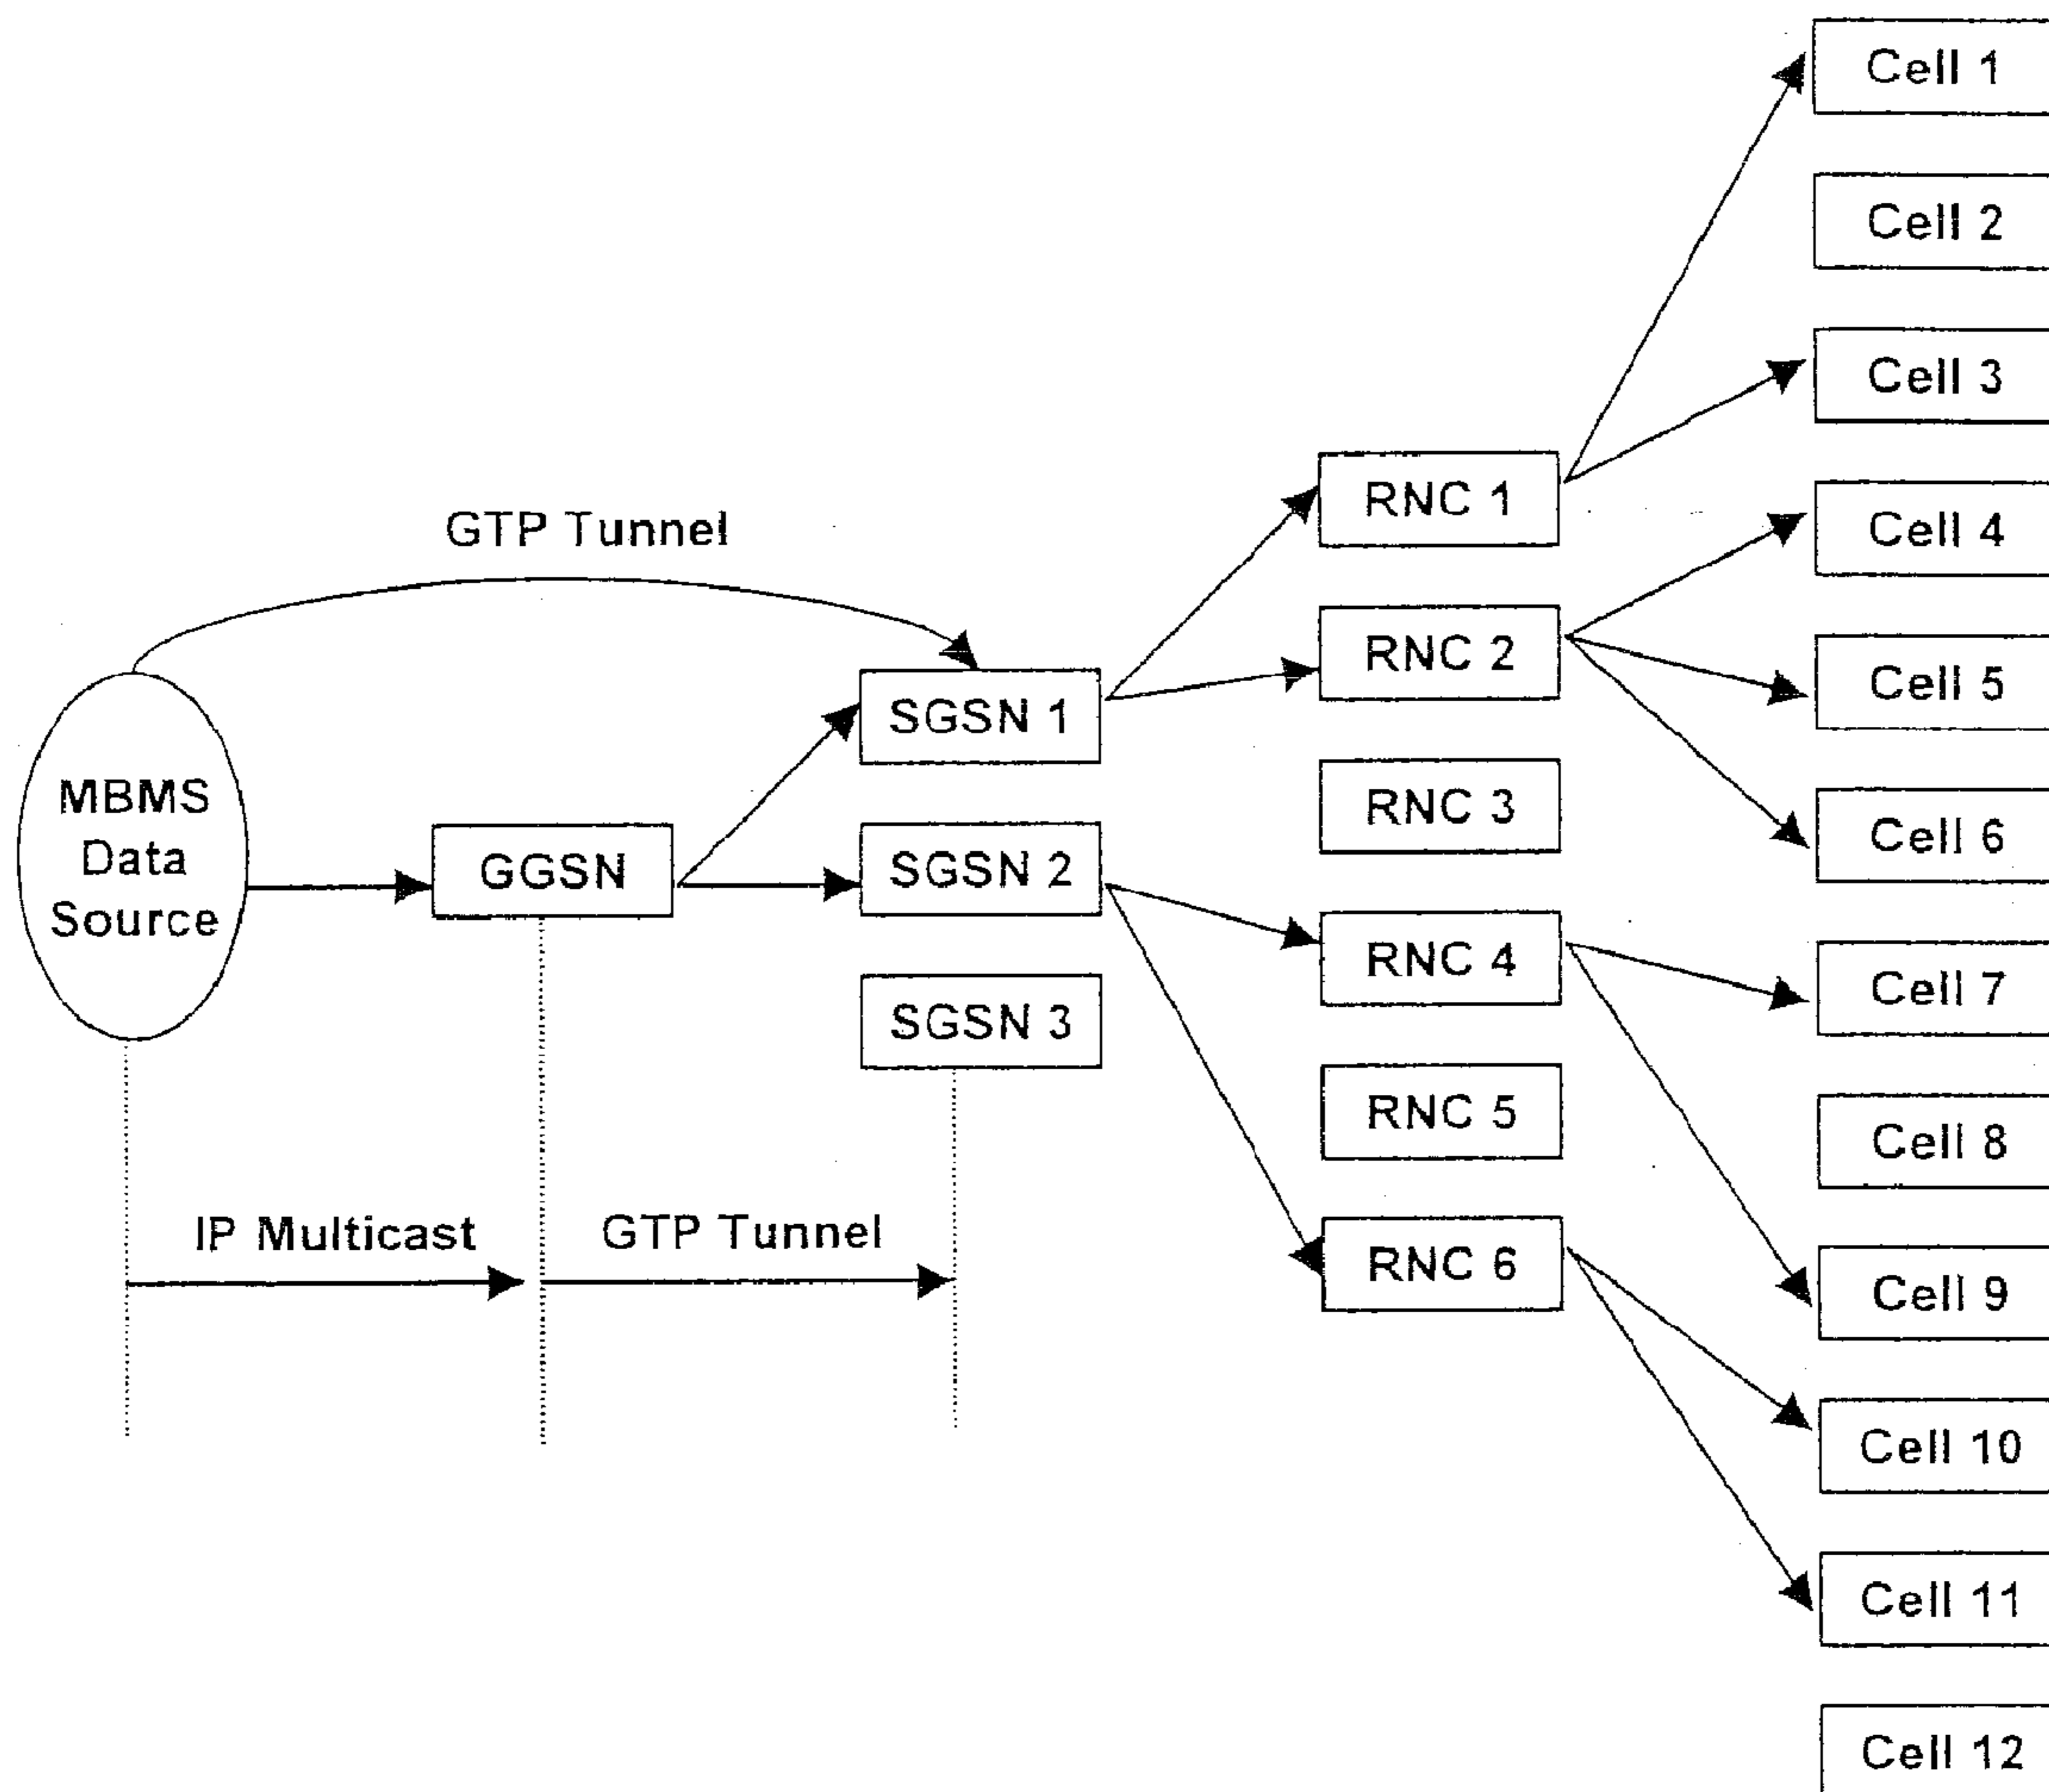 Cell 1
Cell 2
Cell 3
Cell 4
Cell 5
Cell 6
Cell 7
Cell 8
Cell 9
Cell 10
Cell 11
Cell 12
RNC 1
RNC 2
RNC 3
RNC 4
RNC 5
RNC 6
GTP Tunnel
SGSN 1
SGSN 2
SGSN 3
GGSN
MBMS
Data
Source
IP Multicast
GTP Tunnel